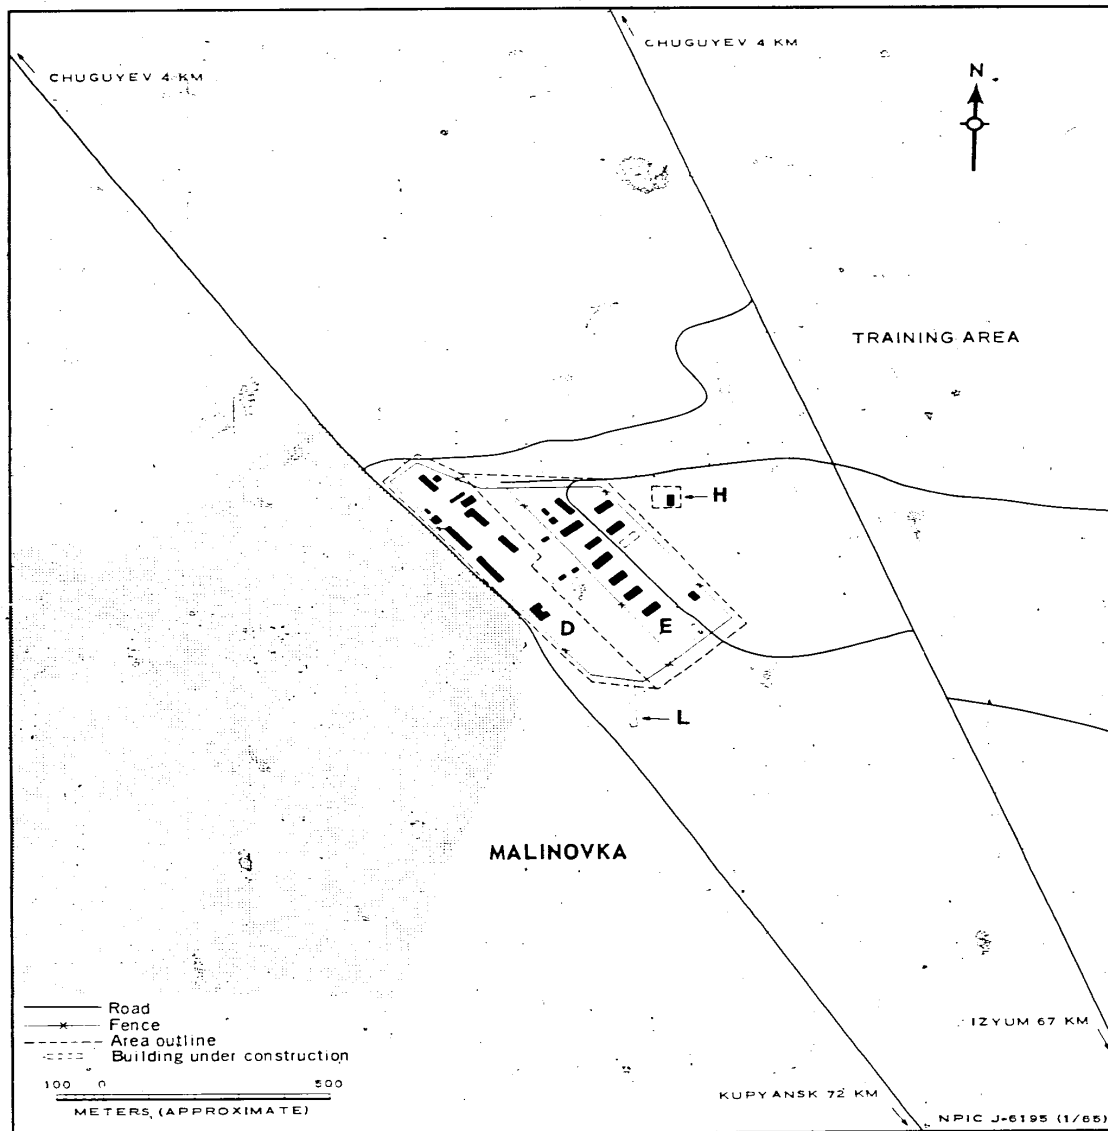 CHUGUYEV 4 KM
CHUGUYEV 4 KM
N
TRAINING AREA
H
D
E
L
MALINOVKA
Road
Fence
Area outline
Building under construction
100 0 500
METERS (APPROXIMATE)
IZYUM 67 KM
KUPYANSK 72 KM
NPIC J-6195 (1/65)